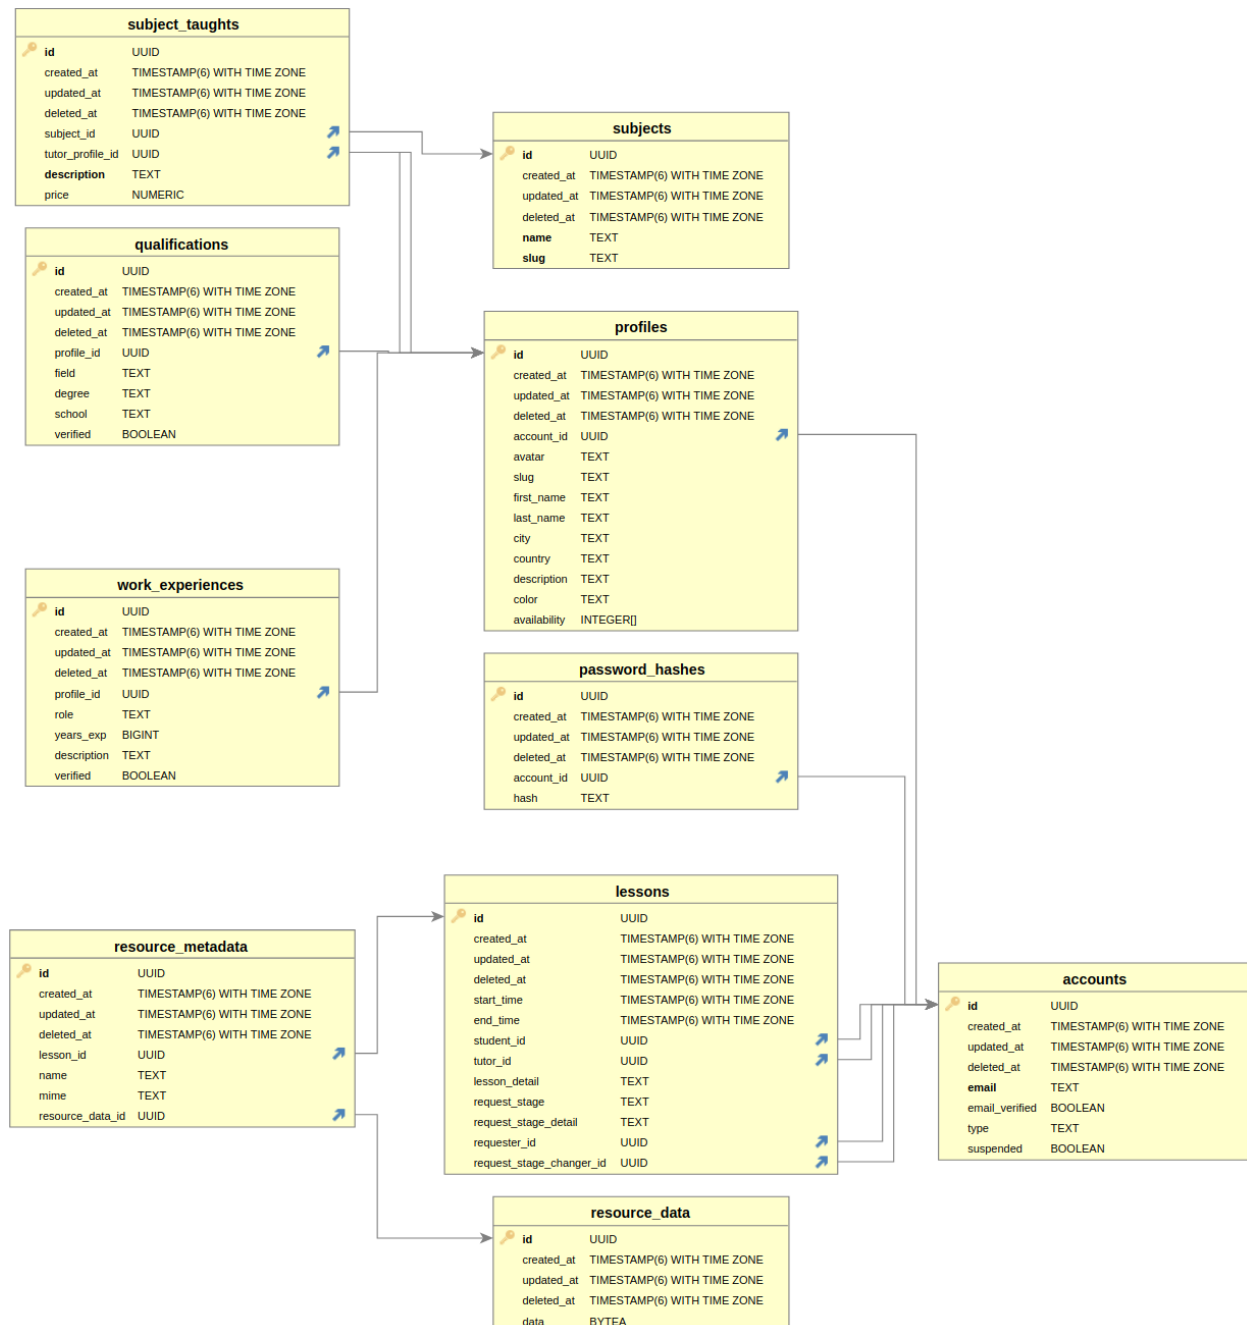 subject_taughts
id UUID
created_at TIMESTAMP(6) WITH TIME ZONE
updated_at TIMESTAMP(6) WITH TIME ZONE
deleted_at TIMESTAMP(6) WITH TIME ZONE
subject_id UUID
tutor_profile_id UUID
description TEXT
price NUMERIC
subjects
id UUID
created_at TIMESTAMP(6) WITH TIME ZONE
updated_at TIMESTAMP(6) WITH TIME ZONE
deleted_at TIMESTAMP(6) WITH TIME ZONE
name TEXT
slug TEXT
qualifications
id UUID
created_at TIMESTAMP(6) WITH TIME ZONE
updated_at TIMESTAMP(6) WITH TIME ZONE
deleted_at TIMESTAMP(6) WITH TIME ZONE
profile_id UUID
field TEXT
degree TEXT
school TEXT
verified BOOLEAN
profiles
id UUID
created_at TIMESTAMP(6) WITH TIME ZONE
updated_at TIMESTAMP(6) WITH TIME ZONE
deleted_at TIMESTAMP(6) WITH TIME ZONE
account_id UUID
avatar TEXT
slug TEXT
first_name TEXT
last_name TEXT
city TEXT
country TEXT
description TEXT
color TEXT
availability INTEGER[]
work_experiences
id UUID
created_at TIMESTAMP(6) WITH TIME ZONE
updated_at TIMESTAMP(6) WITH TIME ZONE
deleted_at TIMESTAMP(6) WITH TIME ZONE
profile_id UUID
role TEXT
years_exp BIGINT
description TEXT
verified BOOLEAN
password_hashes
id UUID
created_at TIMESTAMP(6) WITH TIME ZONE
updated_at TIMESTAMP(6) WITH TIME ZONE
deleted_at TIMESTAMP(6) WITH TIME ZONE
account_id UUID
hash TEXT
lessons
id UUID
created_at TIMESTAMP(6) WITH TIME ZONE
updated_at TIMESTAMP(6) WITH TIME ZONE
deleted_at TIMESTAMP(6) WITH TIME ZONE
start_time TIMESTAMP(6) WITH TIME ZONE
end_time TIMESTAMP(6) WITH TIME ZONE
student_id UUID
tutor_id UUID
lesson_detail TEXT
request_stage TEXT
request_stage_detail TEXT
requester_id UUID
request_stage_changer_id UUID
resource_metadata
id UUID
created_at TIMESTAMP(6) WITH TIME ZONE
updated_at TIMESTAMP(6) WITH TIME ZONE
deleted_at TIMESTAMP(6) WITH TIME ZONE
lesson_id UUID
name TEXT
mime TEXT
resource_data_id UUID
accounts
id UUID
created_at TIMESTAMP(6) WITH TIME ZONE
updated_at TIMESTAMP(6) WITH TIME ZONE
deleted_at TIMESTAMP(6) WITH TIME ZONE
email TEXT
email_verified BOOLEAN
type TEXT
suspended BOOLEAN
resource_data
id UUID
created_at TIMESTAMP(6) WITH TIME ZONE
updated_at TIMESTAMP(6) WITH TIME ZONE
deleted_at TIMESTAMP(6) WITH TIME ZONE
data BYTEA